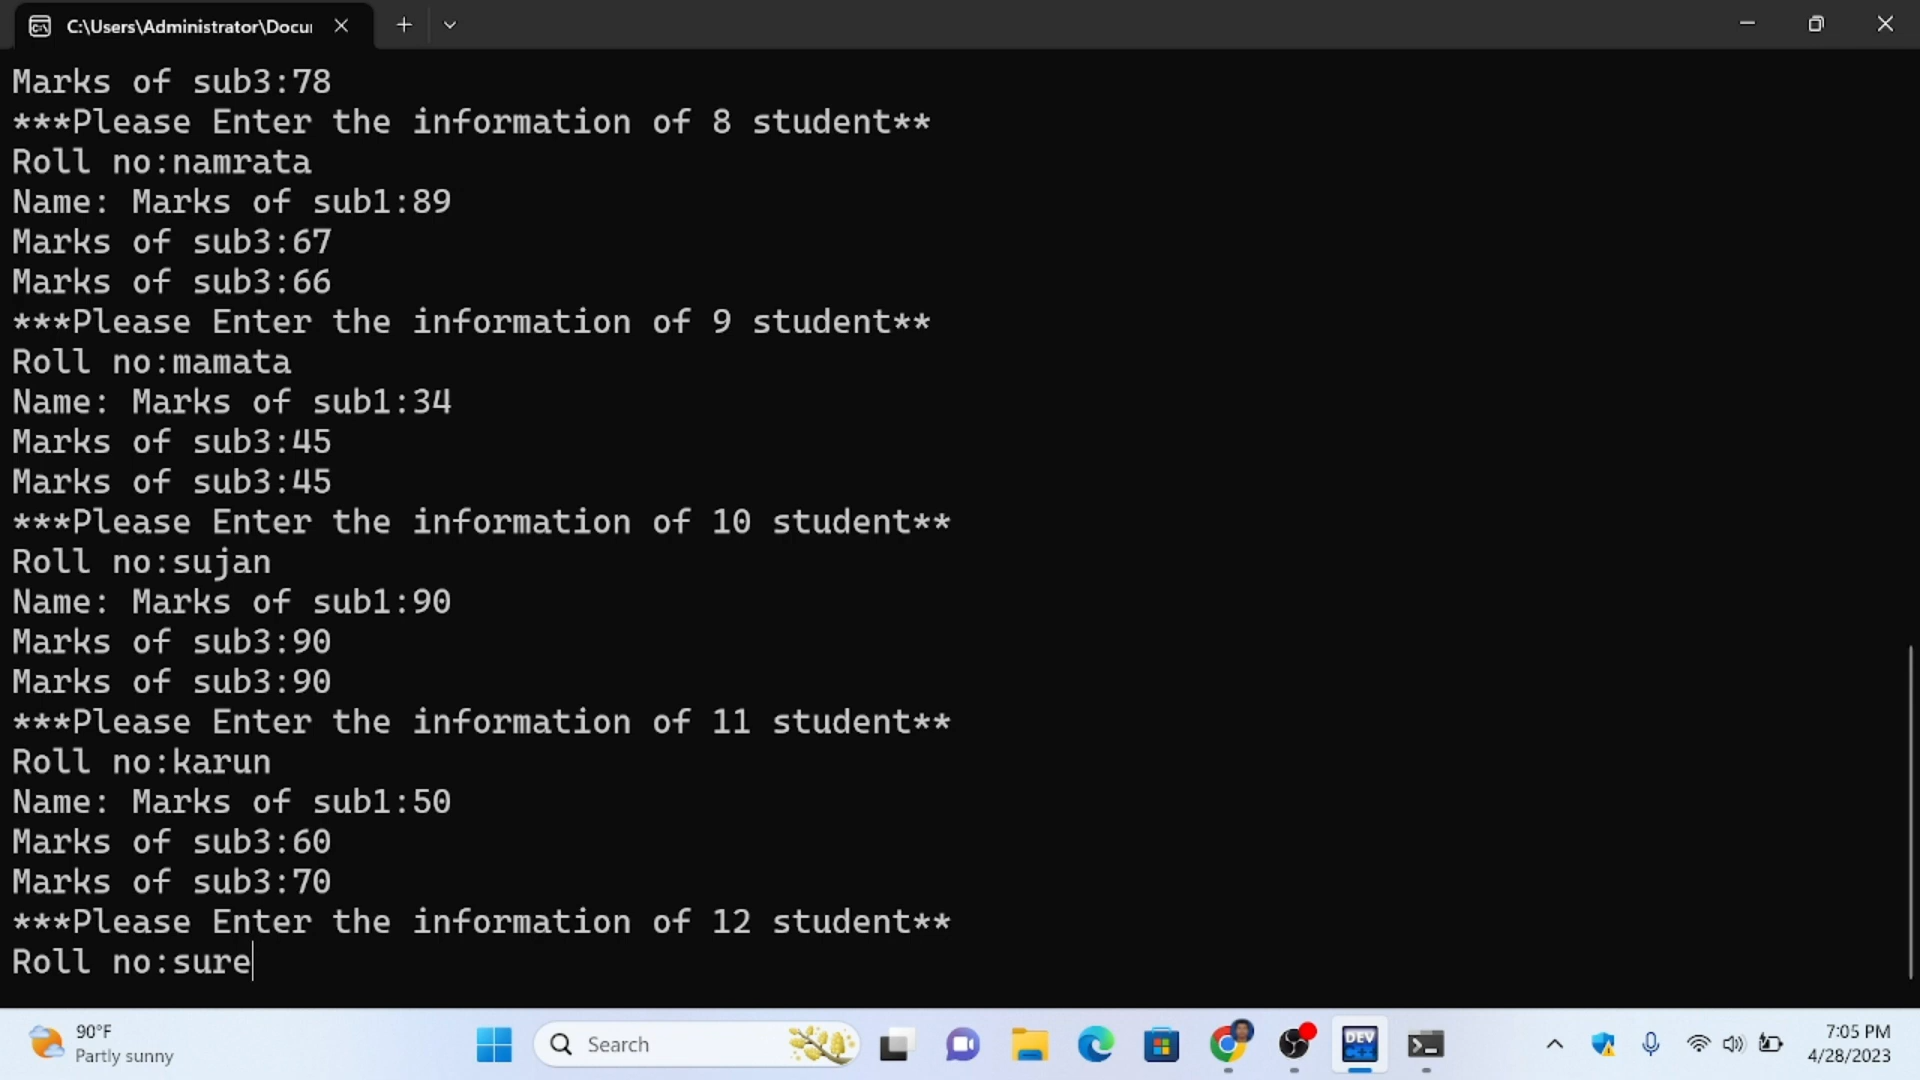 C:\Users\Administrator\Docu
Marks of sub3:78
***Please Enter the information of 8 student**
Roll no:namrata
Name: Marks of sub1:89
Marks of sub3:67
Marks of sub3:66
***Please Enter the information of 9 student**
Roll no:mamata
Name: Marks of sub1:34
Marks of sub3:45
Marks of sub3:45
***Please Enter the information of 10 student**
Roll no:sujan
Name: Marks of sub1:90
Marks of sub3:90
Marks of sub3:90
***Please Enter the information of 11 student**
Roll no:karun
Name: Marks of sub1:50
Marks of sub3:60
Marks of sub3:70
***Please Enter the information of 12 student**
Roll no:sure
90°F
Partly sunny
Search
DEV
C++
7:05 PM
4/28/2023